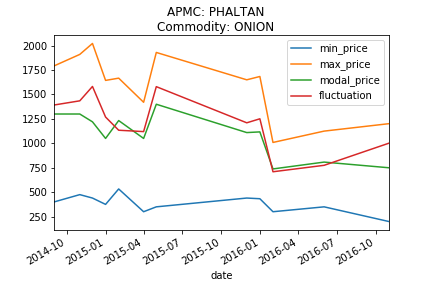 APMC: PHALTAN
Commodity: ONION
min_price
max_price
modal_price
fluctuation
2000
1750
1500
1250
1000
750
500
250
2014-10
2015-01
2015-04
2015-07
2015-10
2016-01
2016-04
2016-07
2016-10
date